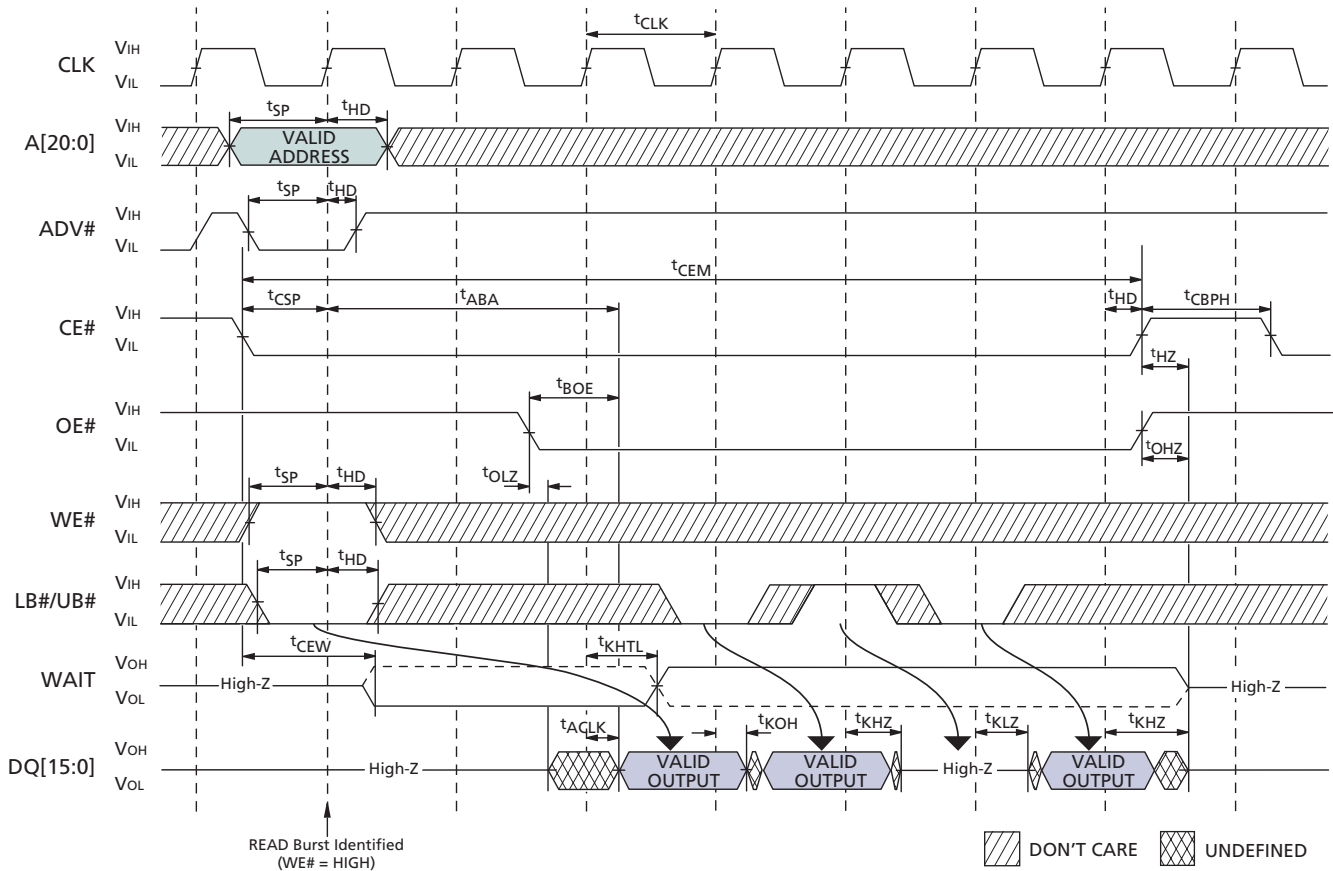 tCLK
VIH
CLK
VIL
tSP tHD
VIH
A[20:0]
VALID
ADDRESS
VIL
tSP tHD
VIH
ADV#
VIL
tCEM
tCSP tABA tHD tCBPH
VIH
CE#
VIL
tHZ
tBOE
VIH
OE#
VIL
tOHZ
tSP tHD tOLZ
VIH
WE#
VIL
tSP tHD
VIH
LB#/UB#
VIL
tCEW tKHTL
VOH
WAIT
High-Z High-Z
VOL
tACLK tKOH tKHZ tKLZ tKHZ
VOH
DQ[15:0]
High-Z
VALID
OUTPUT
VALID
OUTPUT
High-Z
VALID
OUTPUT
VOL
READ Burst Identified
(WE# = HIGH)
DON'T CARE
UNDEFINED